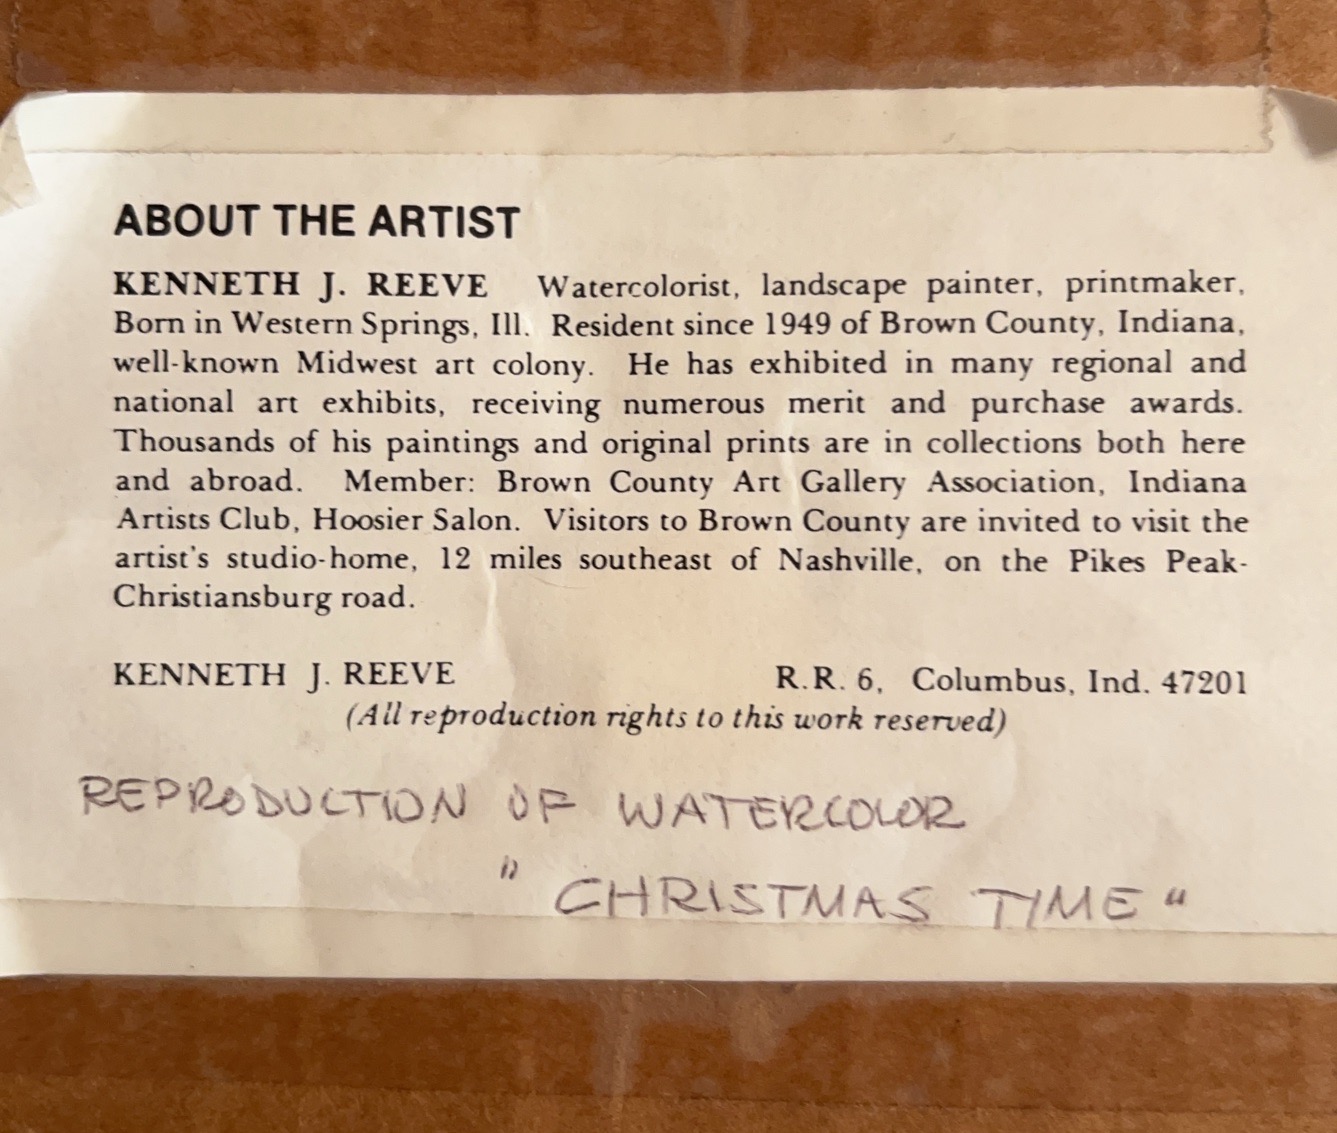 ABOUT THE ARTIST
KENNETH J. REEVE Watercolorist, landscape painter, printmaker,
Born in Western Springs, Ill. Resident since 1949 of Brown County, Indiana,
well-known Midwest art colony. He has exhibited in many regional and
national art exhibits, receiving numerous merit and purchase awards.
Thousands of his paintings and original prints are in collections both here
and abroad. Member: Brown County Art Gallery Association, Indiana
Artists Club, Hoosier Salon. Visitors to Brown County are invited to visit the
artist's studio-home, 12 miles southeast of Nashville, on the Pikes Peak-
Christiansburg road.
KENNETH J. REEVE R.R. 6, Columbus, Ind. 47201
(All reproduction rights to this work reserved)
REPRODUCTION OF WATERCOLOR
"CHRISTMAS TIME"